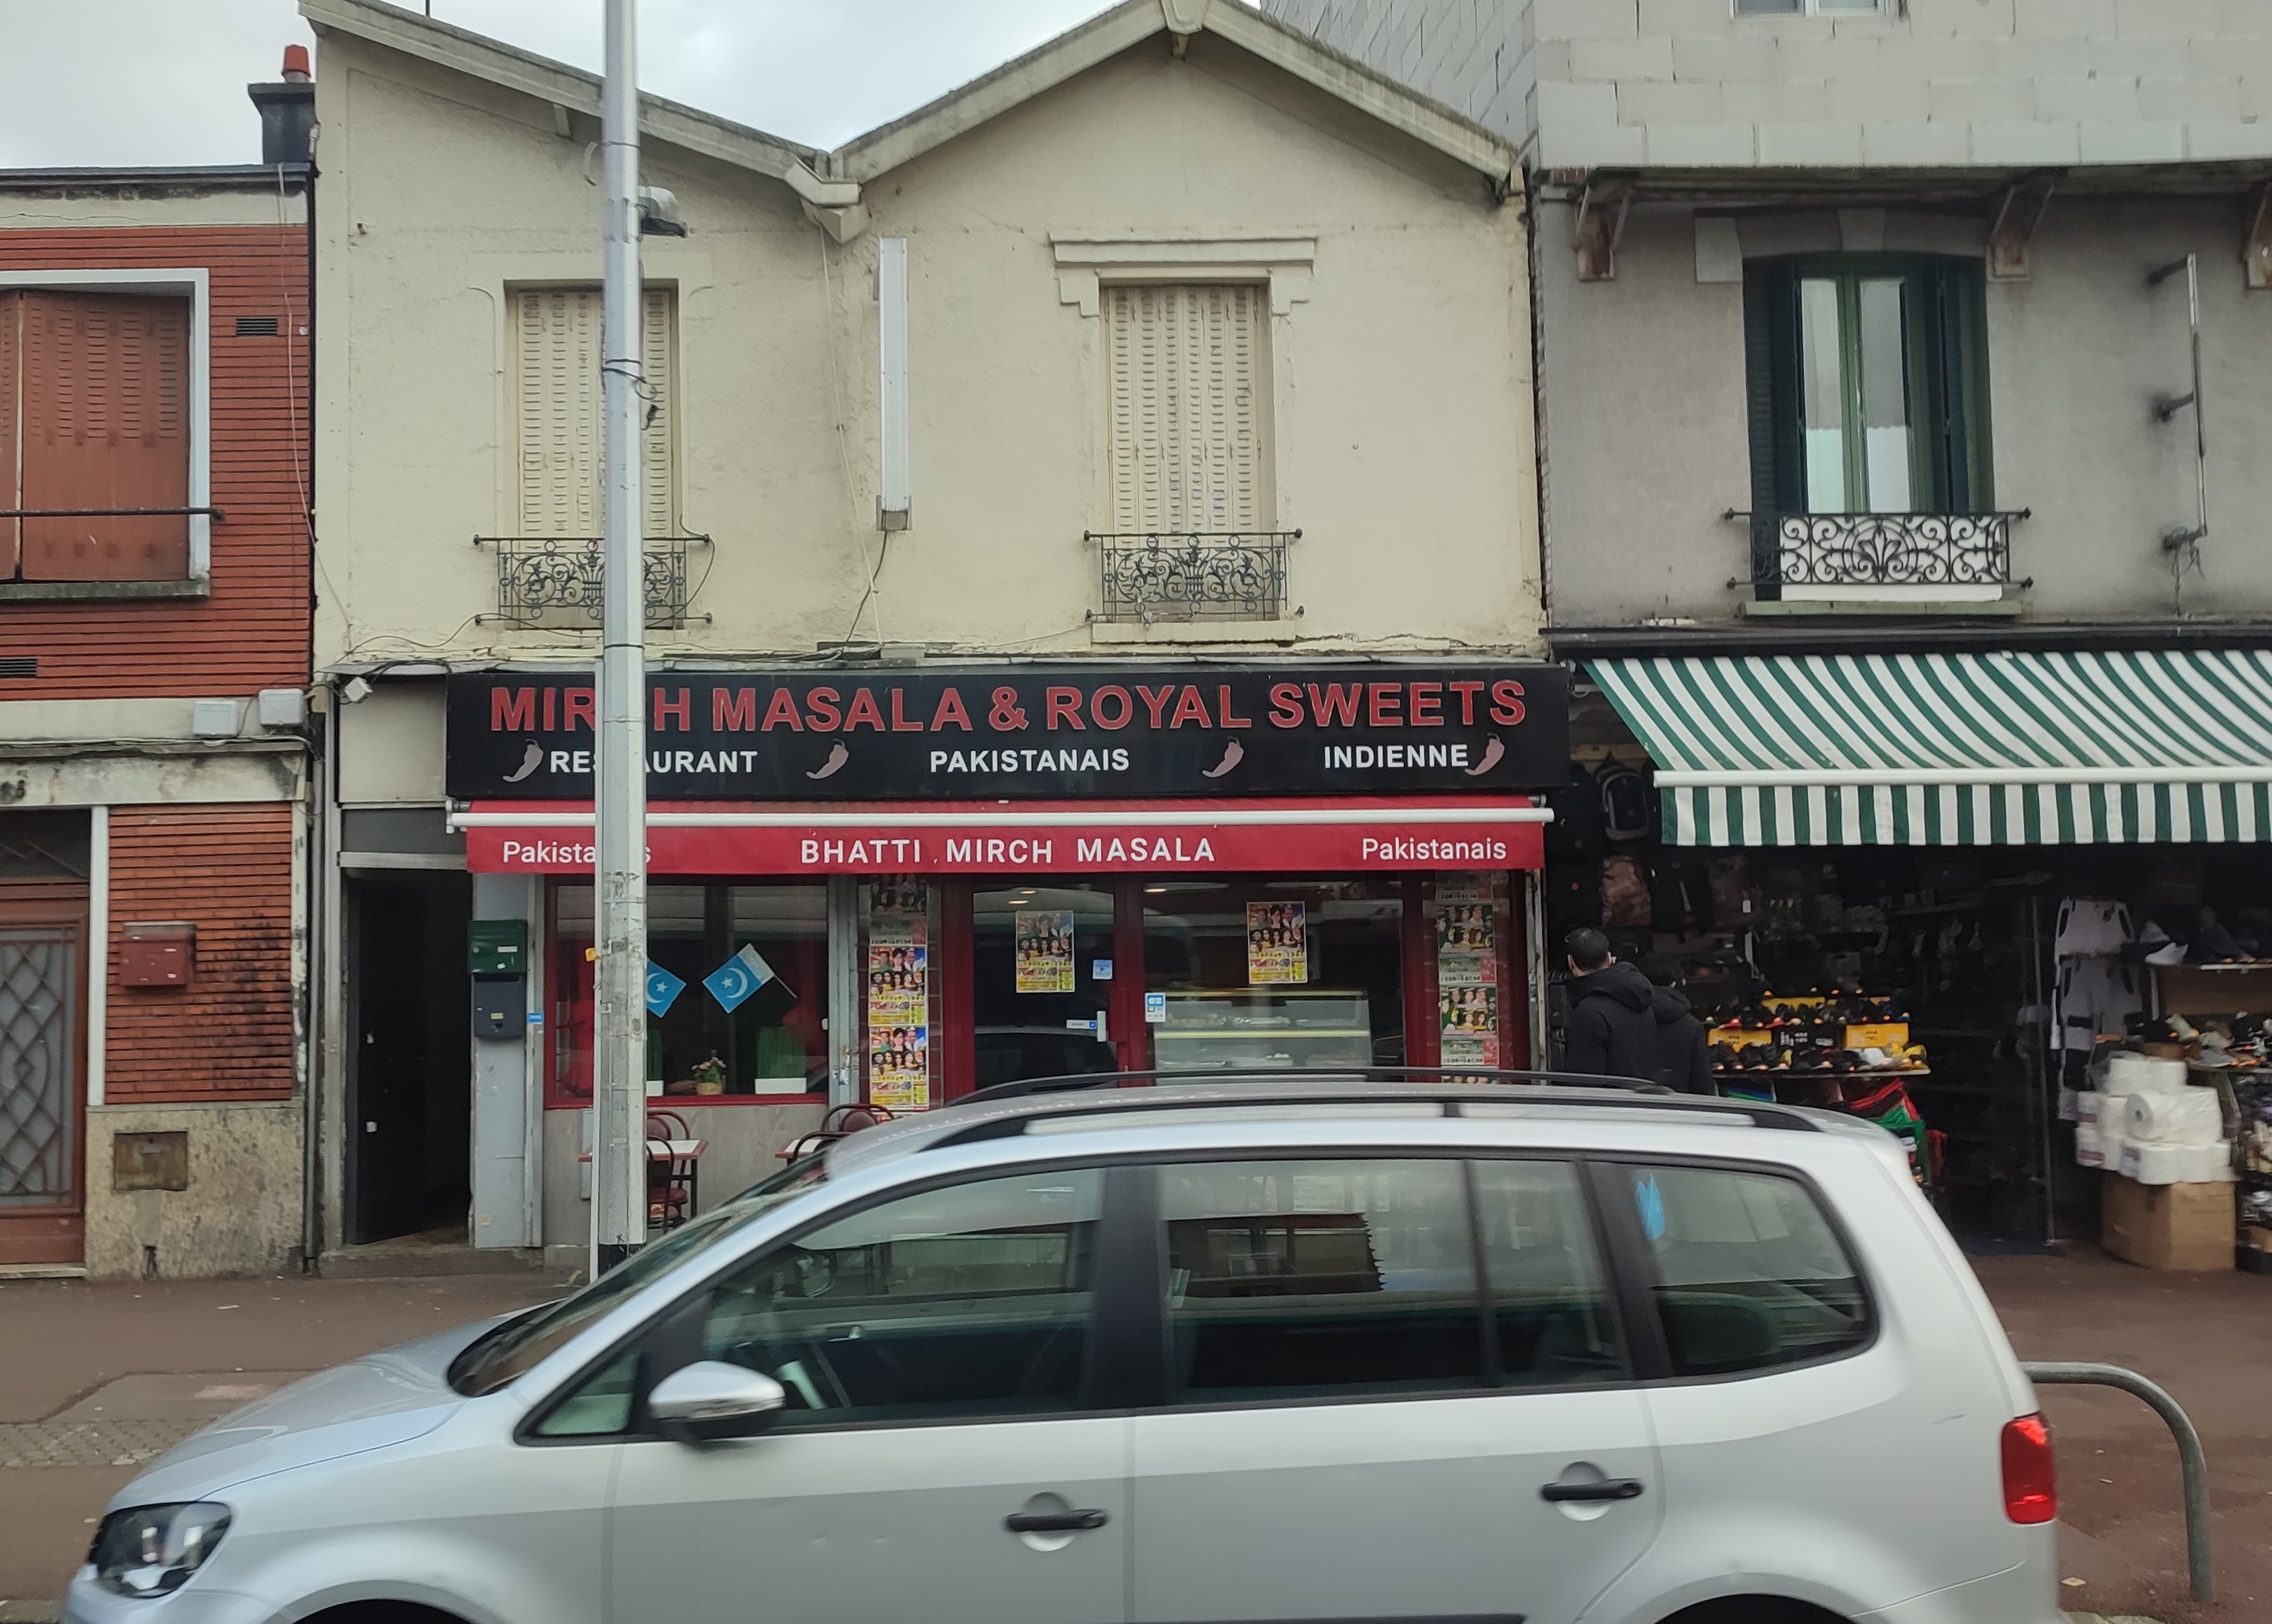 MIRCH MASALA & ROYAL SWEETS
RESTAURANT PAKISTANAIS INDIENNE
Pakistanais BHATTI MIRCH MASALA Pakistanais